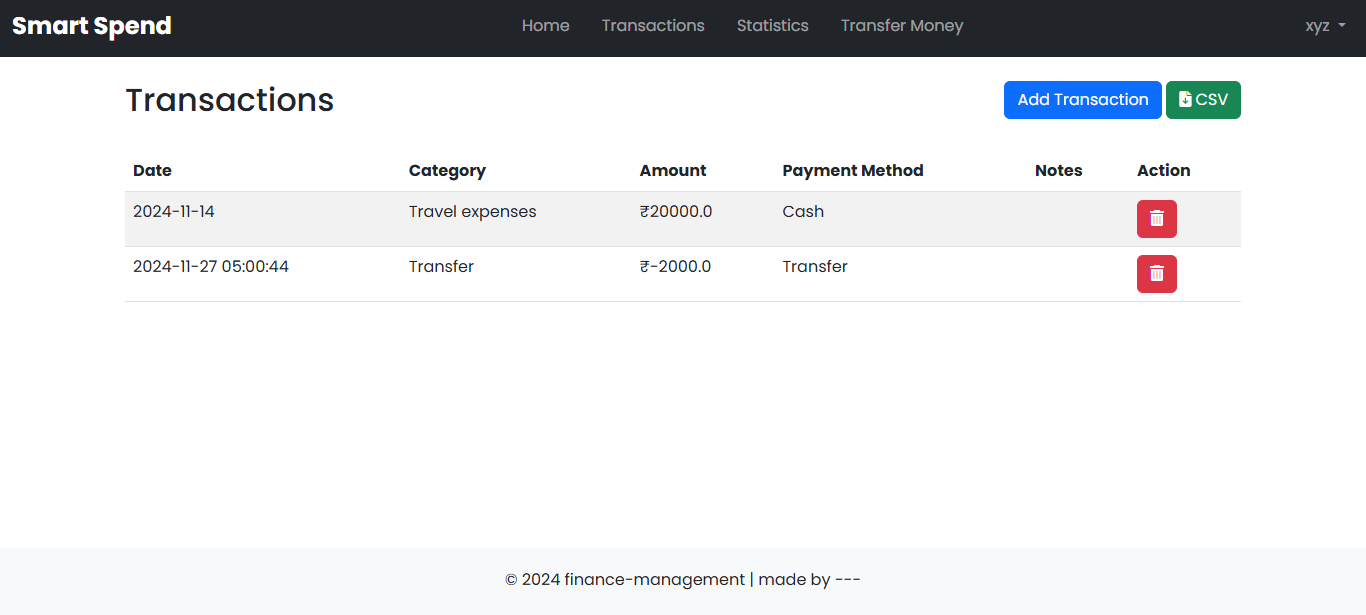 Smart Spend Home Transactions Statistics Transfer Money xyz
Transactions Add Transaction CSV
Date Category Amount Payment Method Notes Action
2024-11-14 Travel expenses ₹20000.0 Cash
2024-11-27 05:00:44 Transfer ₹-2000.0 Transfer
© 2024 finance-management | made by ---